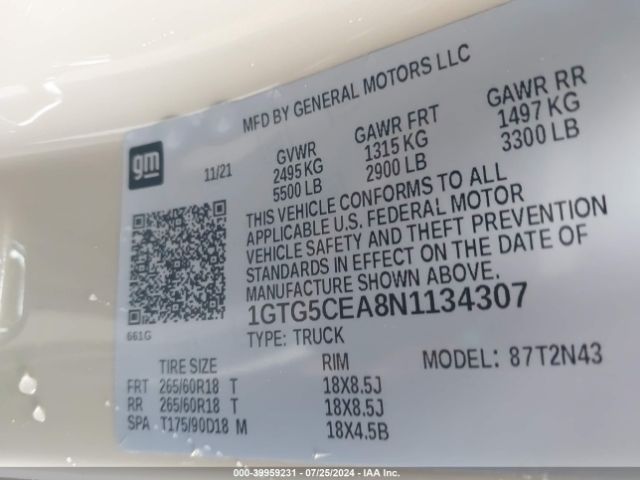 MFD BY GENERAL MOTORS LLC
gm
11/21
GVWR
2495 KG
5500 LB
GAWR FRT
1315 KG
2900 LB
GAWR RR
1497 KG
3300 LB
THIS VEHICLE CONFORMS TO ALL
APPLICABLE U.S. FEDERAL MOTOR
VEHICLE SAFETY AND THEFT PREVENTION
STANDARDS IN EFFECT ON THE DATE OF
MANUFACTURE SHOWN ABOVE.
1GTG5CEA8N1134307
661G
TYPE: TRUCK
MODEL: 87T2N43
TIRE SIZE RIM
FRT 265/60R18 T 18X8.5J
RR 265/60R18 T 18X8.5J
SPA T175/90D18 M 18X4.5B
000-39959231 - 07/25/2024 - IAA Inc.